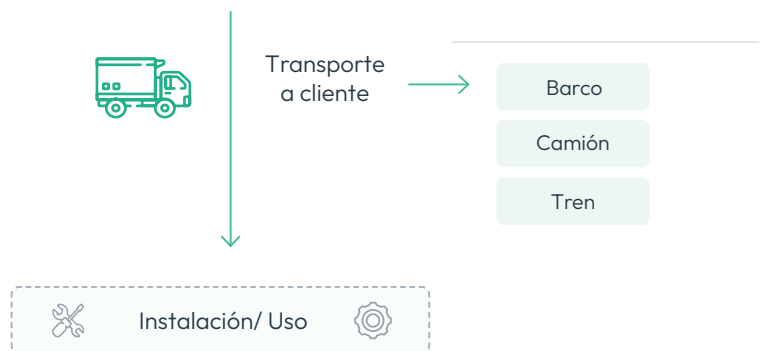 Transporte
a cliente
Barco
Camión
Tren
Instalación/ Uso